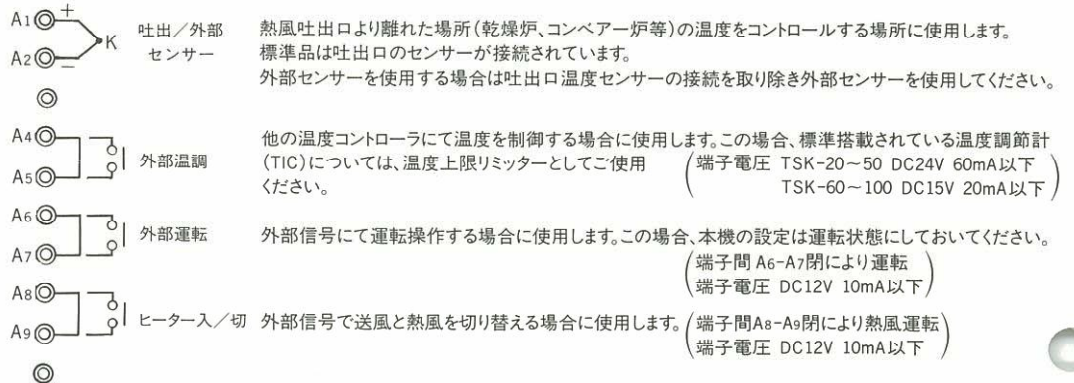 A1 + 吐出／外部 熱風吐出口より離れた場所（乾燥炉、コンベアー炉等）の温度をコントロールする場所に使用します。
K
A2 − センサー 標準品は吐出口のセンサーが接続されています。
外部センサーを使用する場合は吐出口温度センサーの接続を取り除き外部センサーを使用してください。
A4 他の温度コントローラにて温度を制御する場合に使用します。この場合、標準搭載されている温度調節計
外部温調 （TIC）については、温度上限リミッターとしてご使用
A5 ください。
（端子電圧 TSK-20～50 DC24V 60mA以下
TSK-60～100 DC15V 20mA以下）
A6
外部運転 外部信号にて運転操作する場合に使用します。この場合、本機の設定は運転状態にしておいてください。
A7
（端子間 A6-A7閉により運転
端子電圧 DC12V 10mA以下）
A8
ヒーター入／切 外部信号で送風と熱風を切り替える場合に使用します。
A9
（端子間A8-A9閉により熱風運転
端子電圧 DC12V 10mA以下）